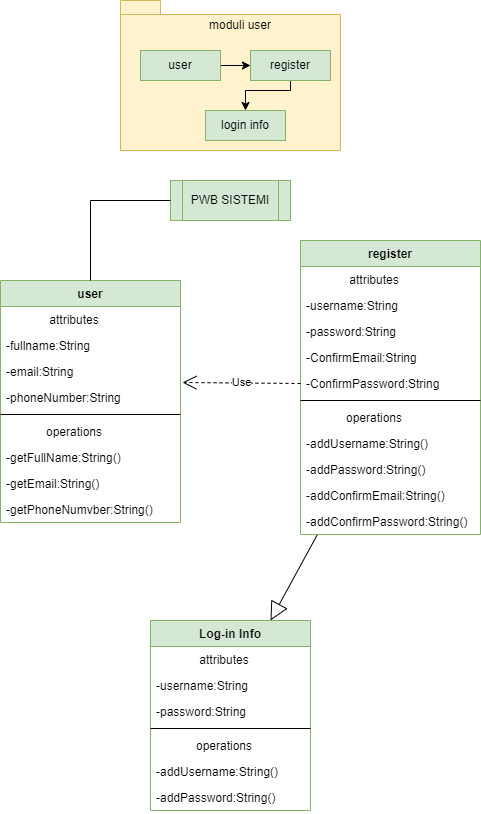 moduli user
user
register
login info
PWB SISTEMI
user
attributes
-fullname:String
-email:String
-phoneNumber:String
operations
-getFullName:String()
-getEmail:String()
-getPhoneNumvber:String()
Use
register
attributes
-username:String
-password:String
-ConfirmEmail:String
-ConfirmPassword:String
operations
-addUsername:String()
-addPassword:String()
-addConfirmEmail:String()
-addConfirmPassword:String()
Log-in Info
attributes
-username:String
-password:String
operations
-addUsername:String()
-addPassword:String()